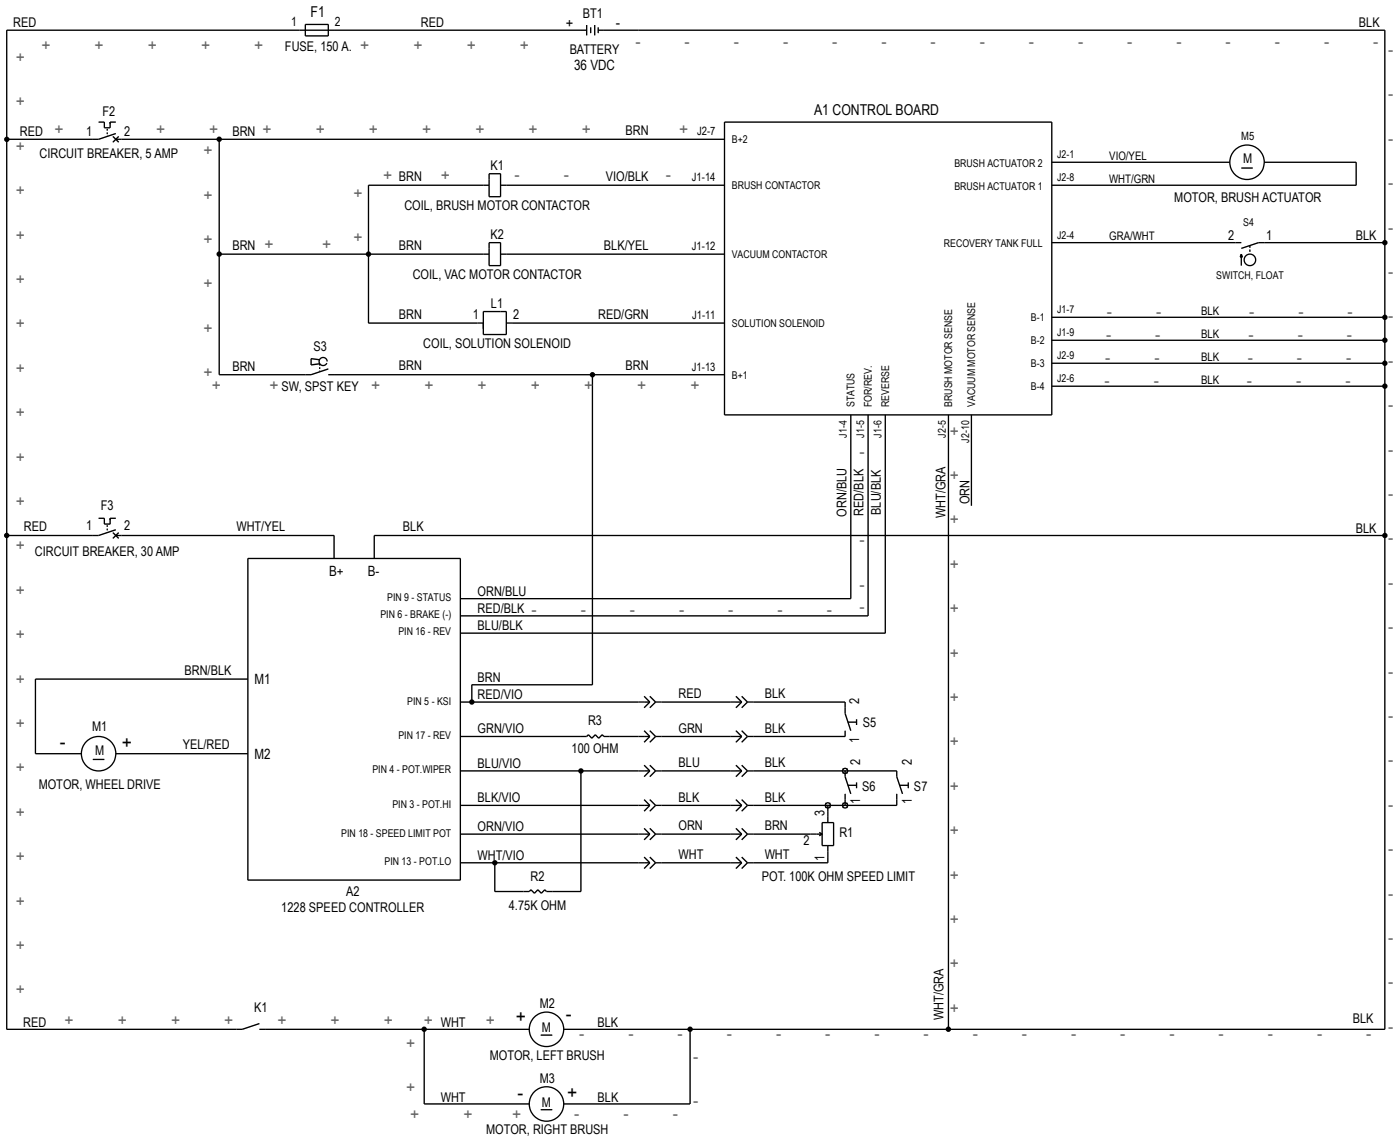 RED
1
F1
2
FUSE, 150 A.
RED
+
BT1
-
BATTERY
36 VDC
BLK
RED
F2
1
2
CIRCUIT BREAKER, 5 AMP
BRN
BRN
J2-7
A1 CONTROL BOARD
B+2
BRN
K1
VIO/BLK
J1-14
BRUSH CONTACTOR
COIL, BRUSH MOTOR CONTACTOR
BRN
BRN
K2
BLK/YEL
J1-12
VACUUM CONTACTOR
COIL, VAC MOTOR CONTACTOR
BRN
1
L1
2
RED/GRN
J1-11
SOLUTION SOLENOID
COIL, SOLUTION SOLENOID
BRN
S3
BRN
BRN
J1-13
B+1
SW, SPST KEY
BRUSH ACTUATOR 2
J2-1
VIO/YEL
M5
M
BRUSH ACTUATOR 1
J2-8
WHT/GRN
MOTOR, BRUSH ACTUATOR
RECOVERY TANK FULL
J2-4
GRA/WHT
2
S4
1
BLK
SWITCH, FLOAT
B-1
J1-7
BLK
B-2
J1-9
BLK
B-3
J2-9
BLK
B-4
J2-6
BLK
STATUS
FOR/REV.
REVERSE
BRUSH MOTOR SENSE
VACUUM MOTOR SENSE
J1-4
J1-5
J1-6
J2-5
J2-10
ORN/BLU
RED/BLK
BLU/BLK
WHT/GRA
ORN
RED
F3
1
2
CIRCUIT BREAKER, 30 AMP
WHT/YEL
BLK
BLK
B+
B-
PIN 9 - STATUS
ORN/BLU
PIN 6 - BRAKE (-)
RED/BLK
PIN 16 - REV
BLU/BLK
BRN/BLK
M1
M2
M1
-
M
+
YEL/RED
MOTOR, WHEEL DRIVE
BRN
PIN 5 - KSI
RED/VIO
RED
BLK
2
S5
1
PIN 17 - REV
GRN/VIO
R3
100 OHM
GRN
BLK
PIN 4 - POT.WIPER
BLU/VIO
BLU
BLK
2
S6
1
2
S7
1
PIN 3 - POT.HI
BLK/VIO
BLK
BLK
PIN 18 - SPEED LIMIT POT
ORN/VIO
ORN
BRN
3
2
R1
1
PIN 13 - POT.LO
WHT/VIO
WHT
WHT
R2
4.75K OHM
POT. 100K OHM SPEED LIMIT
A2
1228 SPEED CONTROLLER
WHT/GRA
RED
K1
WHT
+
M2
M
-
BLK
BLK
MOTOR, LEFT BRUSH
WHT
-
M3
M
+
BLK
MOTOR, RIGHT BRUSH